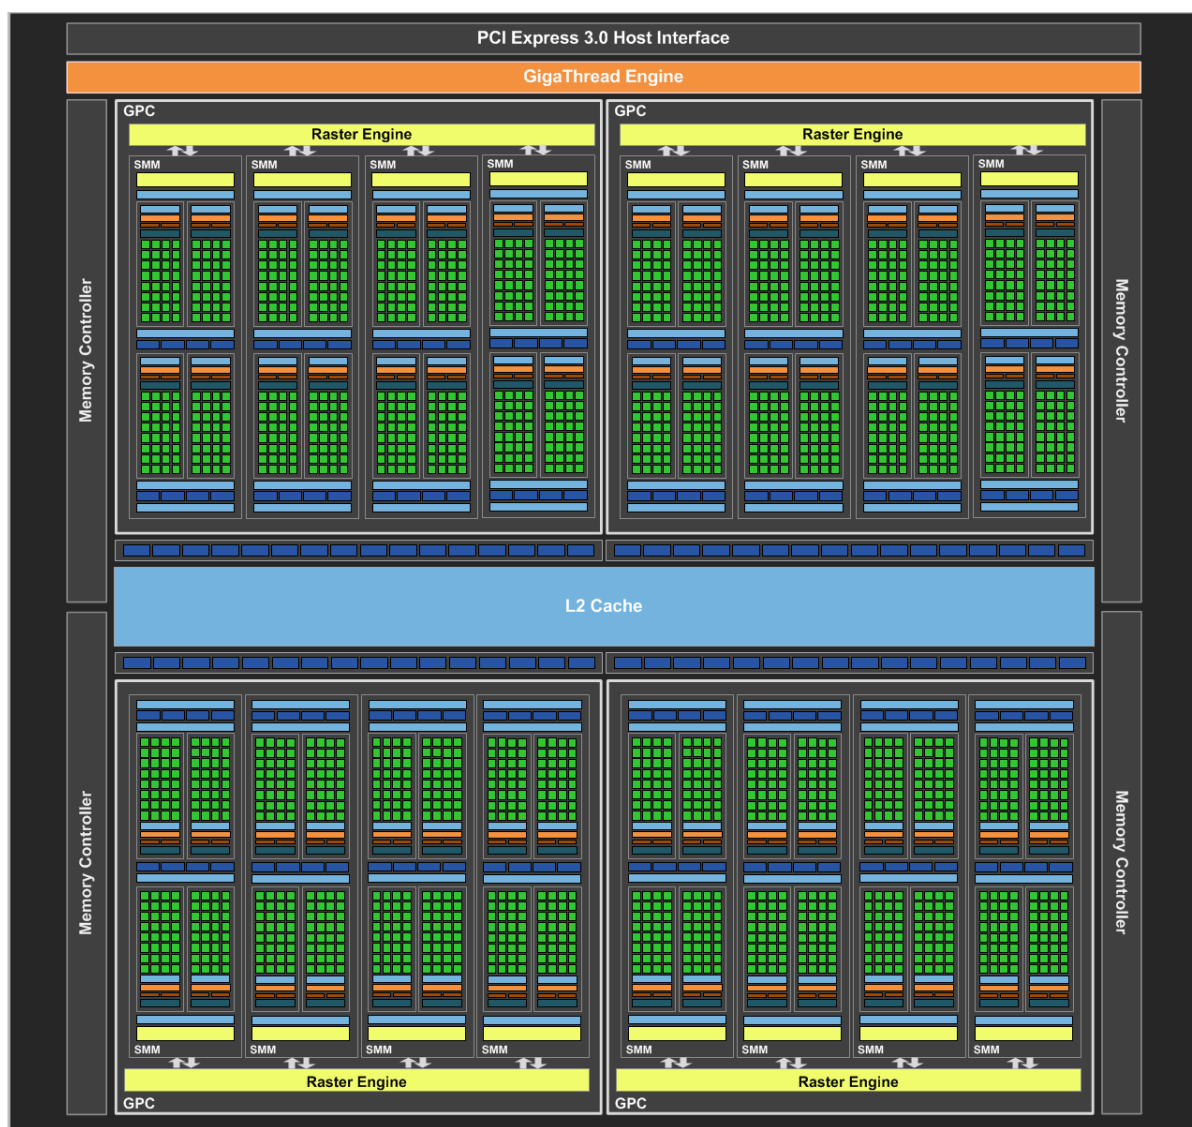 PCI Express 3.0 Host Interface
GigaThread Engine
Memory Controller
GPC
Raster Engine
SMM
SMM
SMM
SMM
GPC
Raster Engine
SMM
SMM
SMM
SMM
Memory Controller
L2 Cache
Memory Controller
SMM
SMM
SMM
SMM
Raster Engine
GPC
SMM
SMM
SMM
SMM
Raster Engine
GPC
Memory Controller